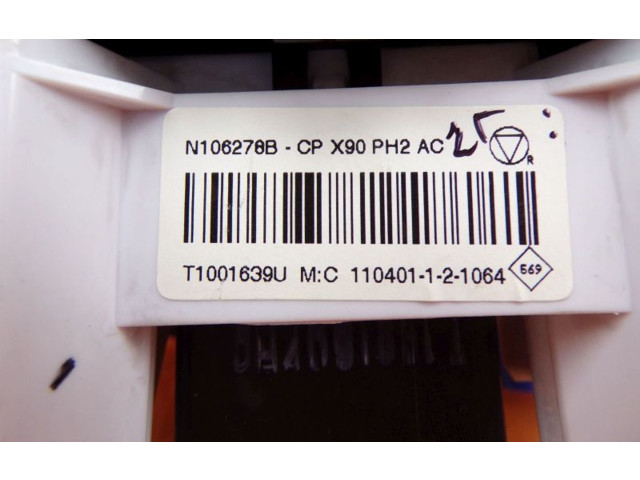 N106278B - CP X90 PH2 AC
R
T1001639U M:C 110401-1-2-1064
569